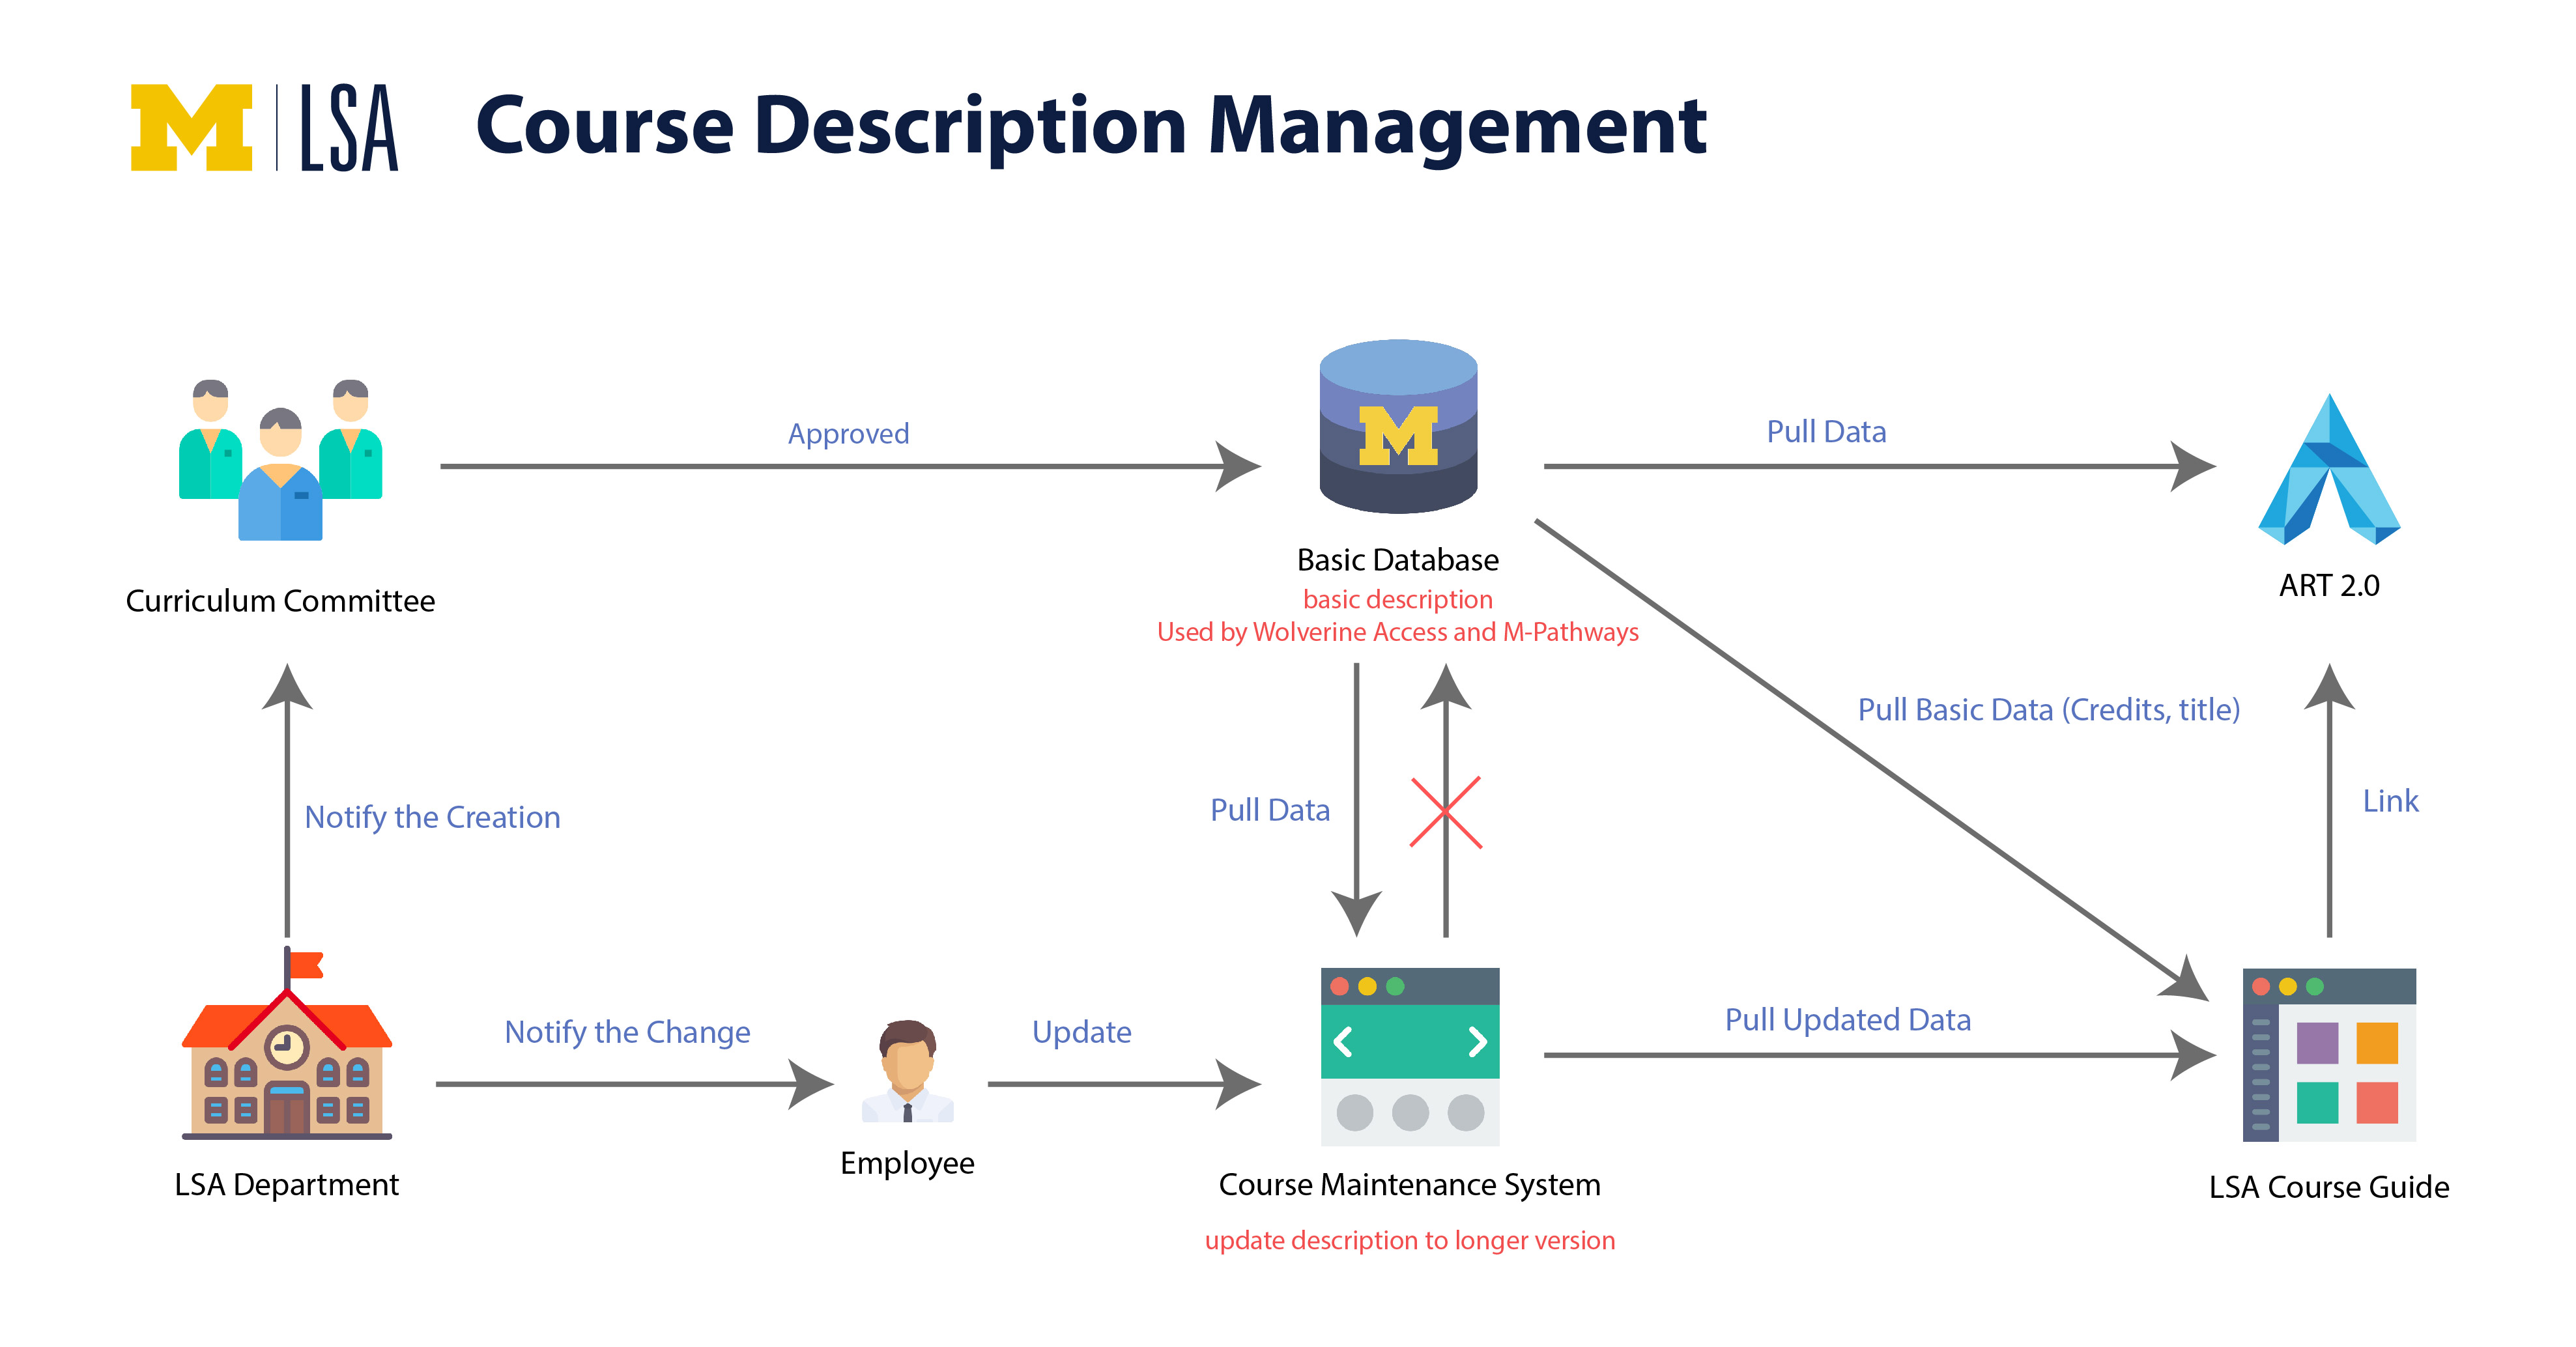 M LSA Course Description Management
Approved
M
Pull Data
Curriculum Committee
Basic Database
basic description
Used by Wolverine Access and M-Pathways
ART 2.0
Notify the Creation
Pull Data
Pull Basic Data (Credits, title)
Link
Notify the Change
Update
Pull Updated Data
LSA Department
Employee
Course Maintenance System
update description to longer version
LSA Course Guide